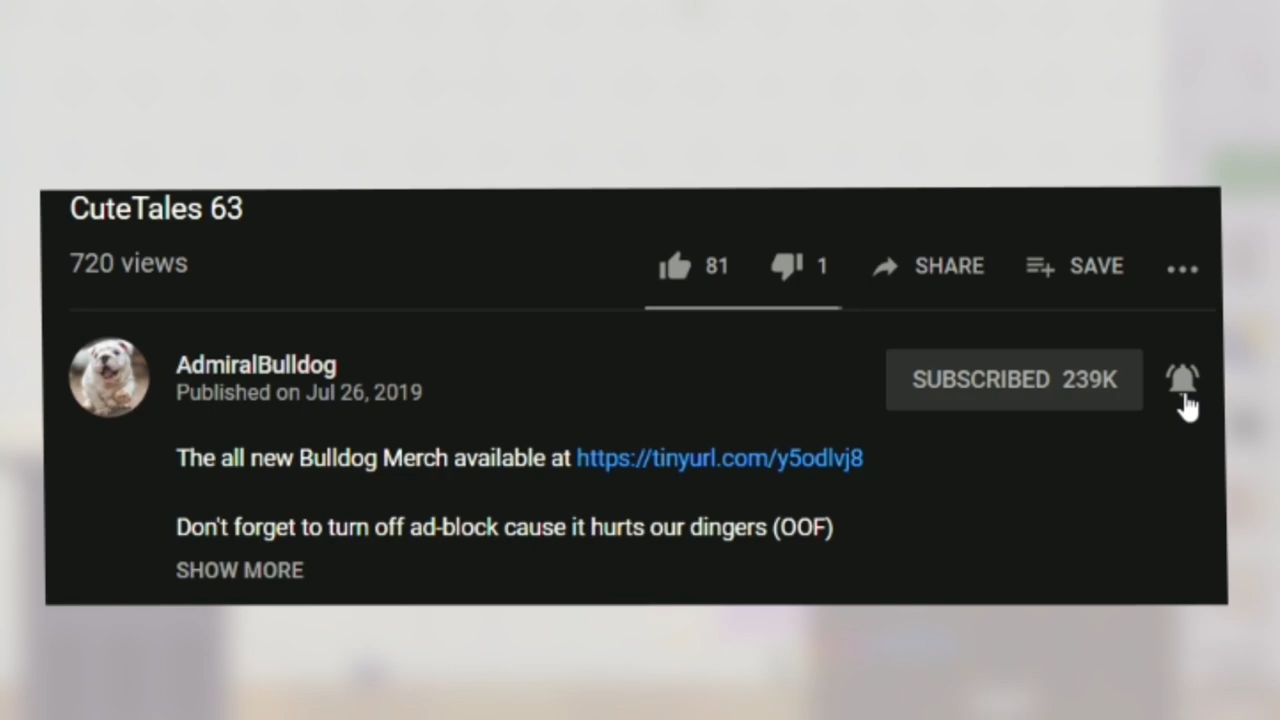 CuteTales 63
720 views
81 1 SHARE SAVE
AdmiralBulldog
Published on Jul 26, 2019
SUBSCRIBED 239K
The all new Bulldog Merch available at https://tinyurl.com/y5odlvj8
Don't forget to turn off ad-block cause it hurts our dingers (OOF)
SHOW MORE